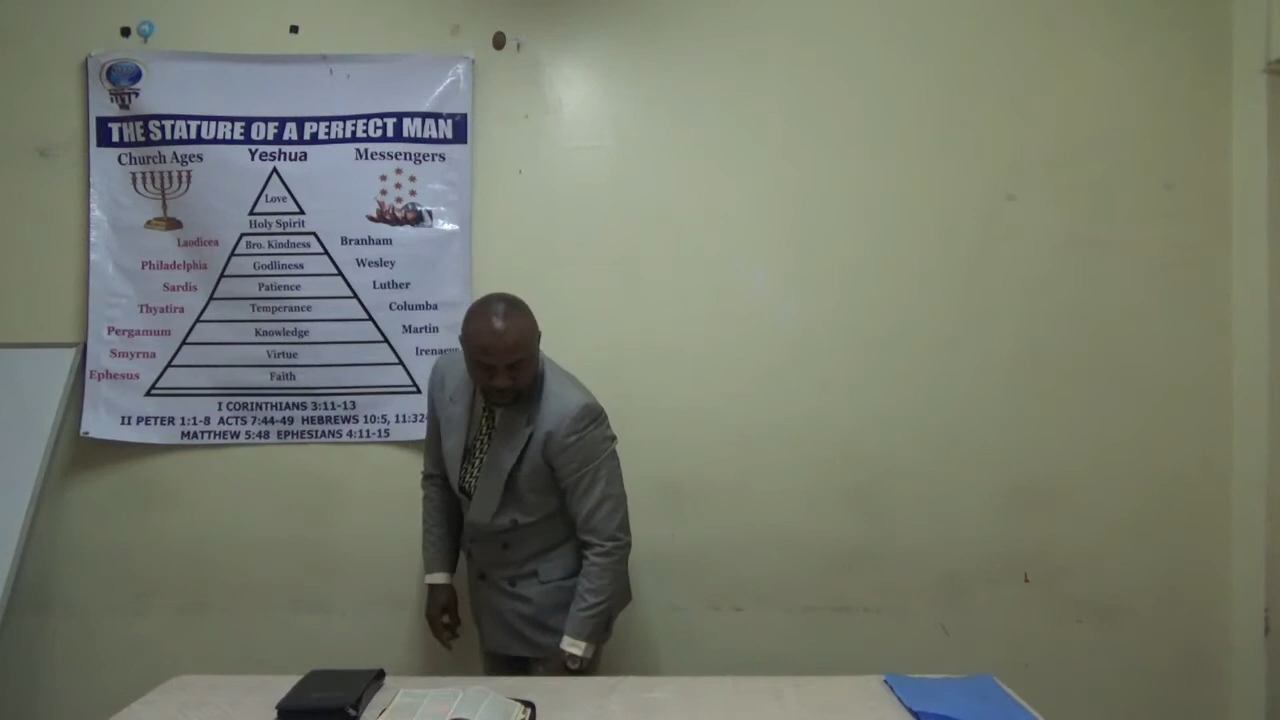 יהוה
THE STATURE OF A PERFECT MAN
Church Ages Yeshua Messengers
Love
Holy Spirit
Laodicea Bro. Kindness Branham
Philadelphia Godliness Wesley
Sardis Patience Luther
Thyatira Temperance Columba
Pergamum Knowledge Martin
Smyrna Virtue
Ephesus Faith
I CORINTHIANS 3:11-13
II PETER 1:1-8 ACTS 7:44-49 HEBREWS 10:5, 11:32-
MATTHEW 5:48 EPHESIANS 4:11-15